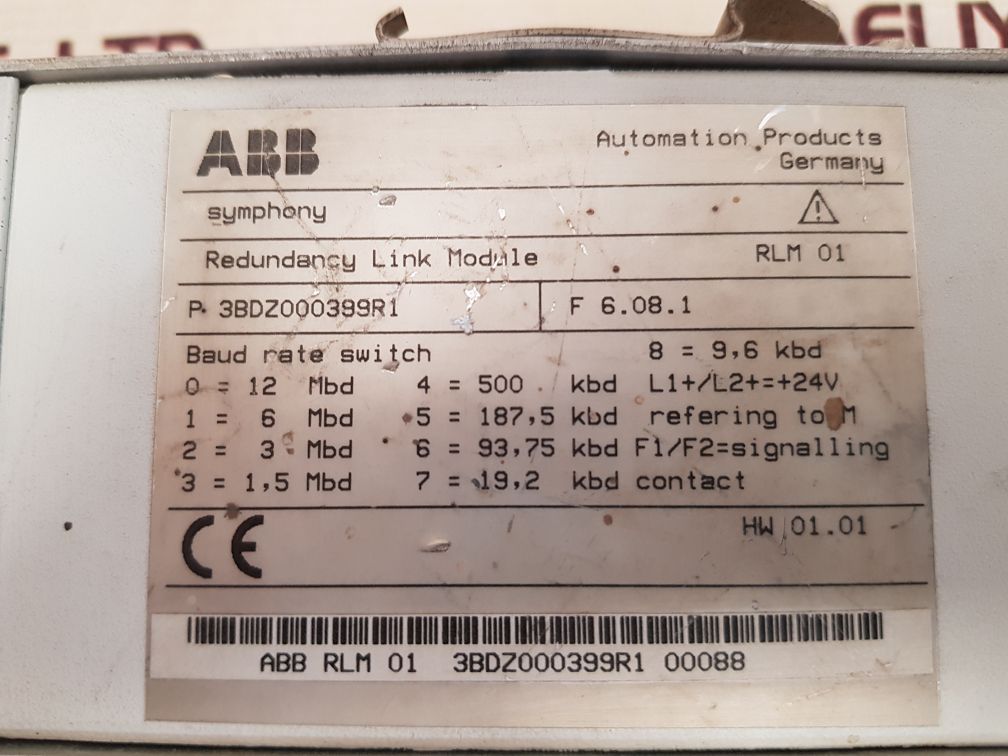 ABB
Automation Products
Germany
symphony
Redundancy Link Module RLM 01
P. 3BDZ000399R1 F 6.08.1
Baud rate switch 8 = 9,6 kbd
0 = 12 Mbd 4 = 500 kbd L1+/L2+=+24V
1 = 6 Mbd 5 = 187,5 kbd refering to M
2 = 3 Mbd 6 = 93,75 kbd F1/F2=signalling
3 = 1,5 Mbd 7 = 19,2 kbd contact
CE HW 01.01
ABB RLM 01 3BDZ000399R1 00088